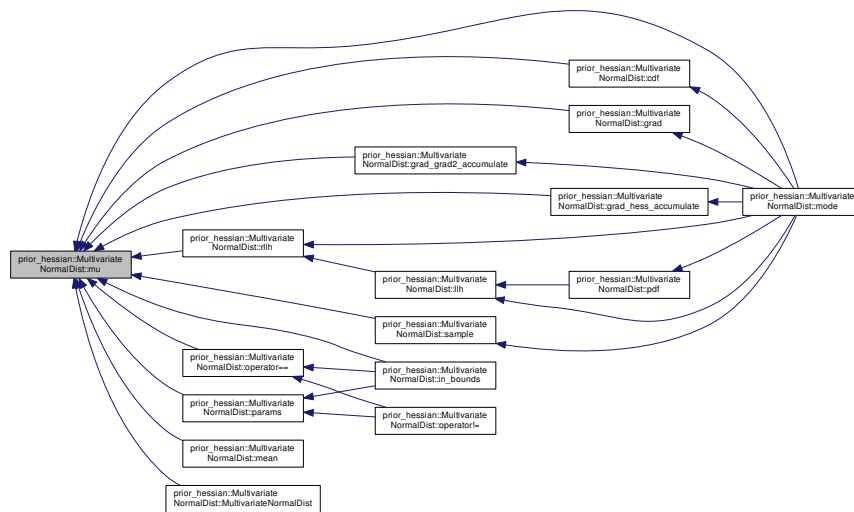 prior_hessian::Multivariate
NormalDist::cdf
prior_hessian::Multivariate
NormalDist::grad
prior_hessian::Multivariate
NormalDist::grad_grad2_accumulate
prior_hessian::Multivariate
NormalDist::grad_hess_accumulate
prior_hessian::Multivariate
NormalDist::mode
prior_hessian::Multivariate
NormalDist::mu
prior_hessian::Multivariate
NormalDist::rllh
prior_hessian::Multivariate
NormalDist::llh
prior_hessian::Multivariate
NormalDist::pdf
prior_hessian::Multivariate
NormalDist::sample
prior_hessian::Multivariate
NormalDist::operator==
prior_hessian::Multivariate
NormalDist::in_bounds
prior_hessian::Multivariate
NormalDist::params
prior_hessian::Multivariate
NormalDist::operator!=
prior_hessian::Multivariate
NormalDist::mean
prior_hessian::Multivariate
NormalDist::MultivariateNormalDist